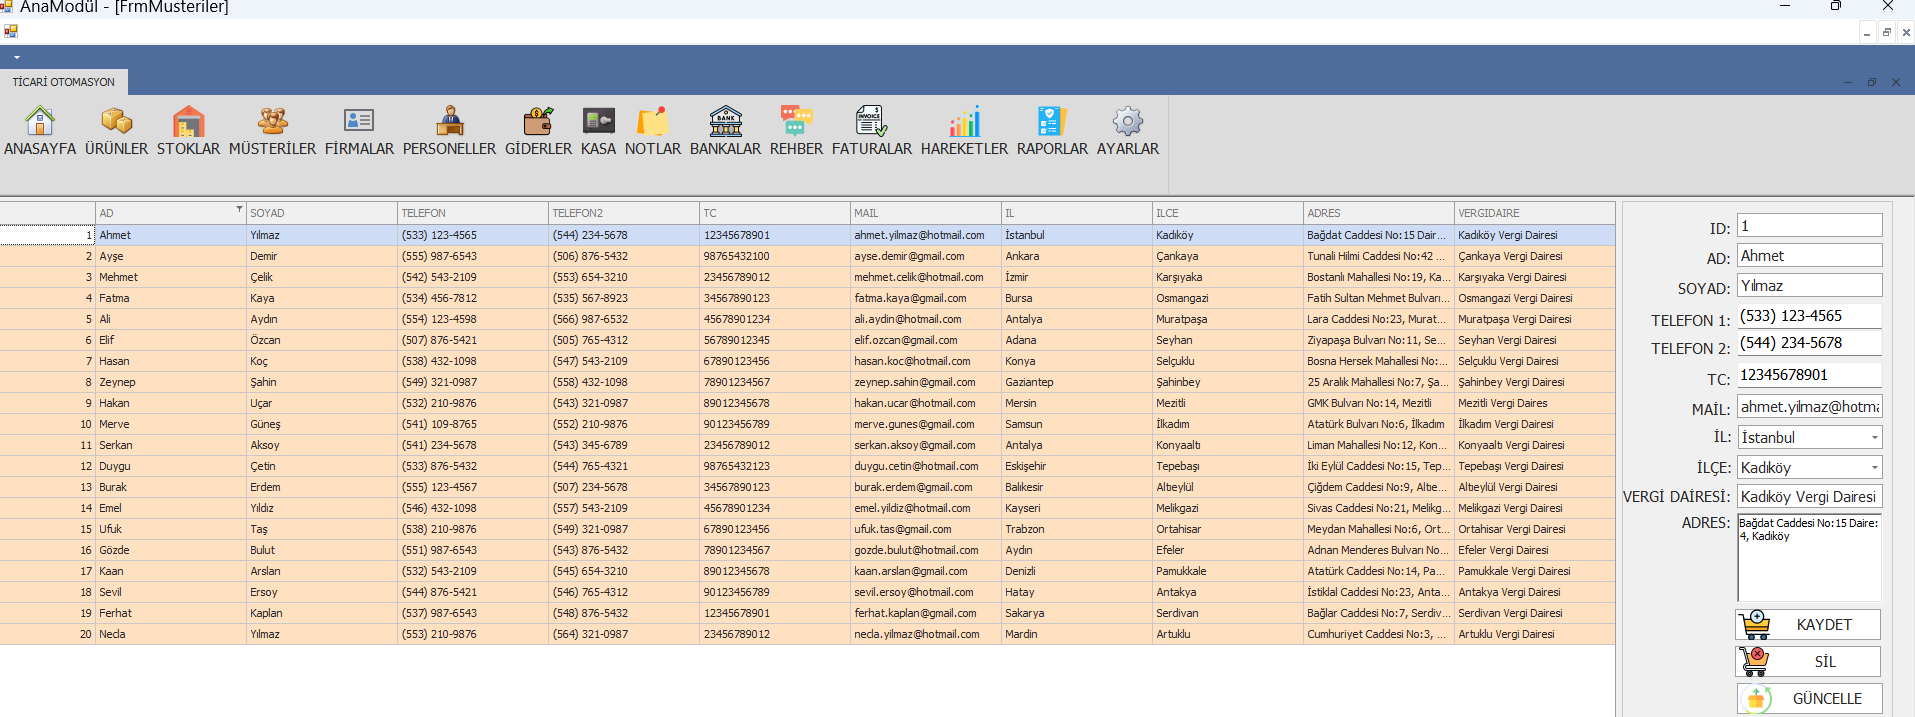 AnaModül - [FrmMusteriler]
TİCARİ OTOMASYON
ANASAYFA ÜRÜNLER STOKLAR MÜSTERİLER FİRMALAR PERSONELLER GİDERLER KASA NOTLAR BANKALAR REHBER FATURALAR HAREKETLER RAPORLAR AYARLAR
AD SOYAD TELEFON TELEFON2 TC MAIL IL ILCE ADRES VERGIDAIRE
1 Ahmet Yılmaz (533) 123-4565 (544) 234-5678 12345678901 ahmet.yilmaz@hotmail.com İstanbul Kadıköy Bağdat Caddesi No:15 Dair... Kadıköy Vergi Dairesi
2 Ayşe Demir (555) 987-6543 (506) 876-5432 98765432100 ayse.demir@gmail.com Ankara Çankaya Tunali Hilmi Caddesi No:42 ... Çankaya Vergi Dairesi
3 Mehmet Çelik (542) 543-2109 (553) 654-3210 23456789012 mehmet.celik@hotmail.com İzmir Karşıyaka Bostanlı Mahallesi No:19, Ka... Karşıyaka Vergi Dairesi
4 Fatma Kaya (534) 456-7812 (535) 567-8923 34567890123 fatma.kaya@gmail.com Bursa Osmangazi Fatih Sultan Mehmet Bulvarı... Osmangazi Vergi Dairesi
5 Ali Aydın (554) 123-4598 (566) 987-6532 45678901234 ali.aydin@hotmail.com Antalya Muratpaşa Lara Caddesi No:23, Murat... Muratpaşa Vergi Dairesi
6 Elif Özcan (507) 876-5421 (505) 765-4312 56789012345 elif.ozcan@gmail.com Adana Seyhan Ziyapaşa Bulvarı No:11, Se... Seyhan Vergi Dairesi
7 Hasan Koç (538) 432-1098 (547) 543-2109 67890123456 hasan.koc@hotmail.com Konya Selçuklu Bosna Hersek Mahallesi No:... Selçuklu Vergi Dairesi
8 Zeynep Şahin (549) 321-0987 (558) 432-1098 78901234567 zeynep.sahin@gmail.com Gaziantep Şahinbey 25 Aralık Mahallesi No:7, Şa... Şahinbey Vergi Dairesi
9 Hakan Uçar (532) 210-9876 (543) 321-0987 89012345678 hakan.ucar@hotmail.com Mersin Mezitli GMK Bulvarı No:14, Mezitli Mezitli Vergi Daires
10 Merve Güneş (541) 109-8765 (552) 210-9876 90123456789 merve.gunes@gmail.com Samsun İlkadım Atatürk Bulvarı No:6, İlkadım İlkadım Vergi Dairesi
11 Serkan Aksoy (541) 234-5678 (543) 345-6789 23456789012 serkan.aksoy@gmail.com Antalya Konyaaltı Liman Mahallesi No:12, Kon... Konyaaltı Vergi Dairesi
12 Duygu Çetin (533) 876-5432 (544) 765-4321 98765432123 duygu.cetin@hotmail.com Eskişehir Tepebaşı İki Eylül Caddesi No:15, Tep... Tepebaşı Vergi Dairesi
13 Burak Erdem (555) 123-4567 (507) 234-5678 34567890123 burak.erdem@gmail.com Balıkesir Altıeylül Çiğdem Caddesi No:9, Altıe... Altıeylül Vergi Dairesi
14 Emel Yıldız (546) 432-1098 (557) 543-2109 45678901234 emel.yildiz@hotmail.com Kayseri Melikgazi Sivas Caddesi No:21, Melikg... Melikgazi Vergi Dairesi
15 Ufuk Taş (538) 210-9876 (549) 321-0987 67890123456 ufuk.tas@gmail.com Trabzon Ortahisar Meydan Mahallesi No:6, Ort... Ortahisar Vergi Dairesi
16 Gözde Bulut (551) 987-6543 (543) 876-5432 78901234567 gozde.bulut@hotmail.com Aydın Efeler Adnan Menderes Bulvarı No... Efeler Vergi Dairesi
17 Kaan Arslan (532) 543-2109 (545) 654-3210 89012345678 kaan.arslan@gmail.com Denizli Pamukkale Atatürk Caddesi No:14, Pa... Pamukkale Vergi Dairesi
18 Sevil Ersoy (544) 876-5421 (546) 765-4312 90123456789 sevil.ersoy@hotmail.com Hatay Antakya İstiklal Caddesi No:23, Anta... Antakya Vergi Dairesi
19 Ferhat Kaplan (537) 987-6543 (548) 876-5432 12345678901 ferhat.kaplan@gmail.com Sakarya Serdivan Bağlar Caddesi No:7, Serdiv... Serdivan Vergi Dairesi
20 Necla Yılmaz (553) 210-9876 (564) 321-0987 23456789012 necla.yilmaz@hotmail.com Mardin Artuklu Cumhuriyet Caddesi No:3, ... Artuklu Vergi Dairesi
ID: 1
AD: Ahmet
SOYAD: Yılmaz
TELEFON 1: (533) 123-4565
TELEFON 2: (544) 234-5678
TC: 12345678901
MAİL: ahmet.yilmaz@hotma
İL: İstanbul
İLÇE: Kadıköy
VERGİ DAİRESİ: Kadıköy Vergi Dairesi
ADRES: Bağdat Caddesi No:15 Daire:
4, Kadıköy
KAYDET
SİL
GÜNCELLE